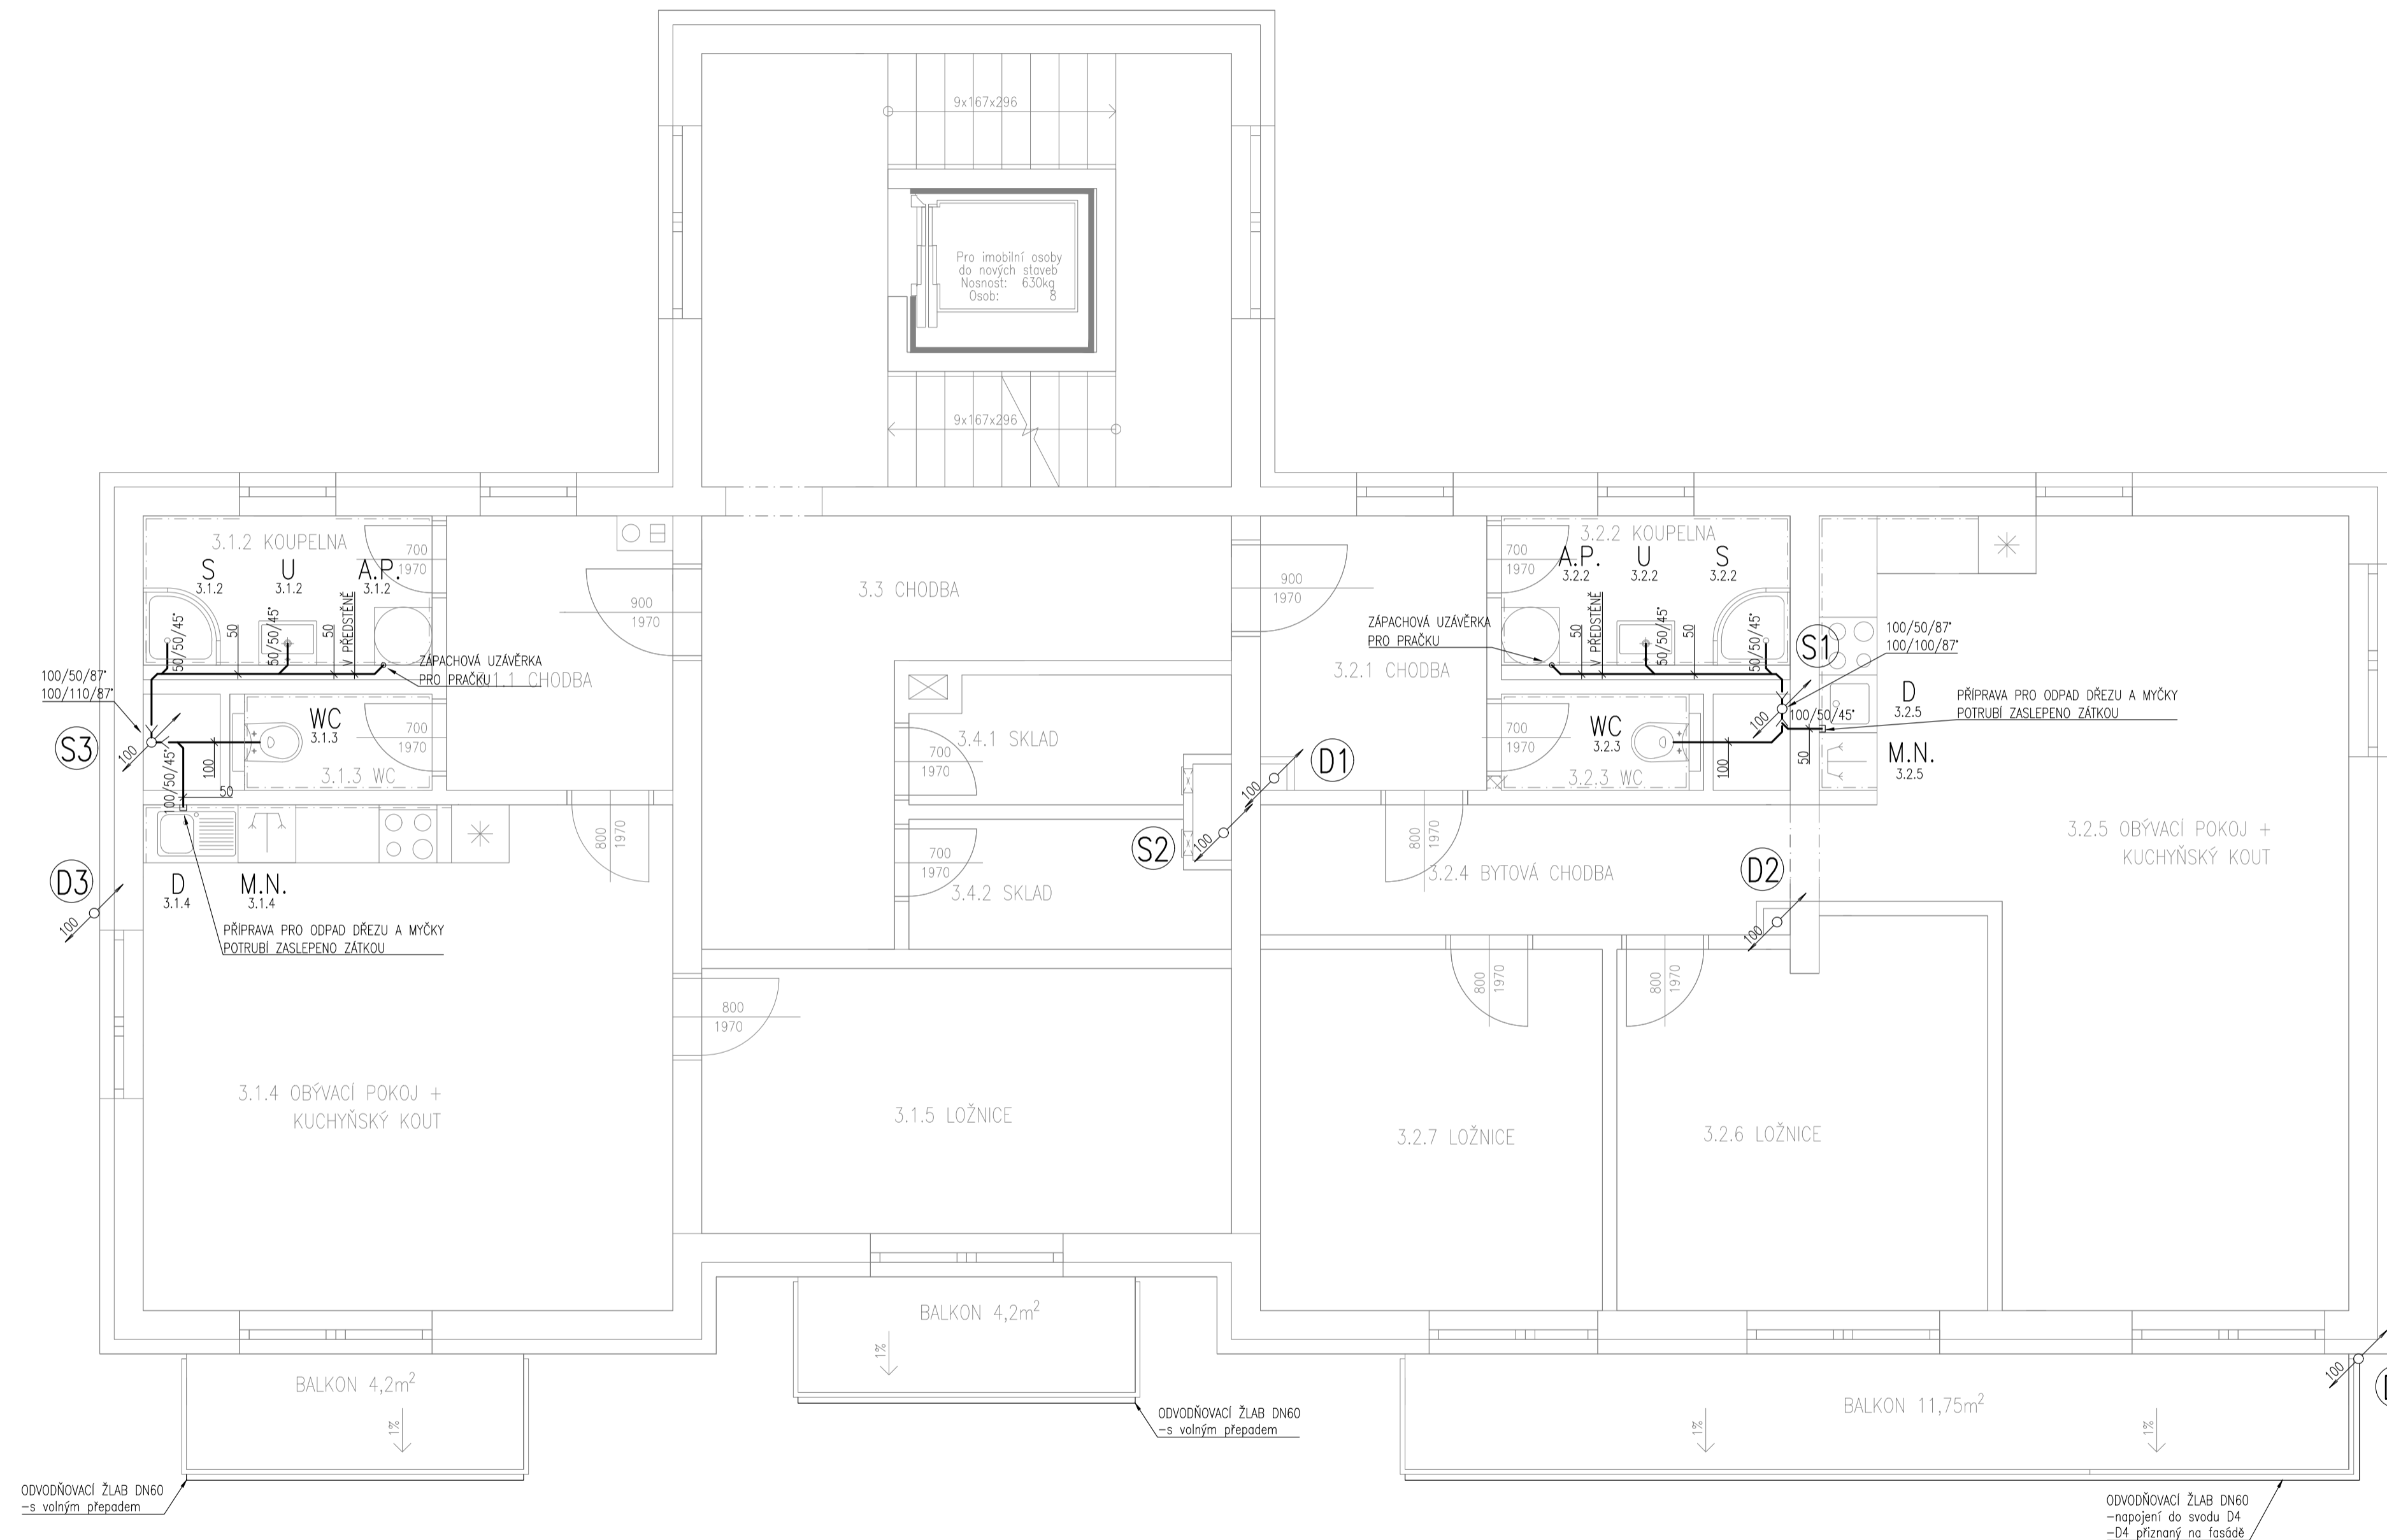 9x167x296
Pro imobilní osoby
do nových staveb
Nosnost: 630kg
Osob: 8
9x167x296
3.1.2 KOUPELNA
S
3.1.2
U
3.1.2
A.P.
3.1.2
700
1970
50/50/45°
50
50/50/45°
50
V PŘEDSTĚNĚ
ZÁPACHOVÁ UZÁVĚRKA
PRO PRAČKU
3.1.1 CHODBA
900
1970
100/50/87°
100/110/87°
S3
100
100/50/45°
100
50
WC
3.1.3
3.1.3 WC
700
1970
D3
100
D
3.1.4
M.N.
3.1.4
PŘÍPRAVA PRO ODPAD DŘEZU A MYČKY
POTRUBÍ ZASLEPENO ZÁTKOU
800
1970
3.1.4 OBÝVACÍ POKOJ +
KUCHYŇSKÝ KOUT
800
1970
3.1.5 LOŽNICE
3.3 CHODBA
3.4.1 SKLAD
700
1970
3.4.2 SKLAD
700
1970
S2
100
D1
100
900
1970
3.2.1 CHODBA
ZÁPACHOVÁ UZÁVĚRKA
PRO PRAČKU
3.2.2 KOUPELNA
700
1970
A.P.
3.2.2
U
3.2.2
S
3.2.2
50
V PŘEDSTĚNĚ
50/50/45°
50
50/50/45°
S1
100/50/87°
100/100/87°
100
100/50/45°
WC
3.2.3
3.2.3 WC
700
1970
100
50
D
3.2.5
M.N.
3.2.5
PŘÍPRAVA PRO ODPAD DŘEZU A MYČKY
POTRUBÍ ZASLEPENO ZÁTKOU
3.2.5 OBÝVACÍ POKOJ +
KUCHYŇSKÝ KOUT
800
1970
3.2.4 BYTOVÁ CHODBA
D2
100
800
1970
800
1970
3.2.7 LOŽNICE
3.2.6 LOŽNICE
BALKON 4,2m²
1%
BALKON 4,2m²
1%
BALKON 11,75m²
1%
1%
100
ODVODŇOVACÍ ŽLAB DN60
-s volným přepadem
ODVODŇOVACÍ ŽLAB DN60
-s volným přepadem
ODVODŇOVACÍ ŽLAB DN60
-napojení do svodu D4
-D4 přiznaný na fasádě